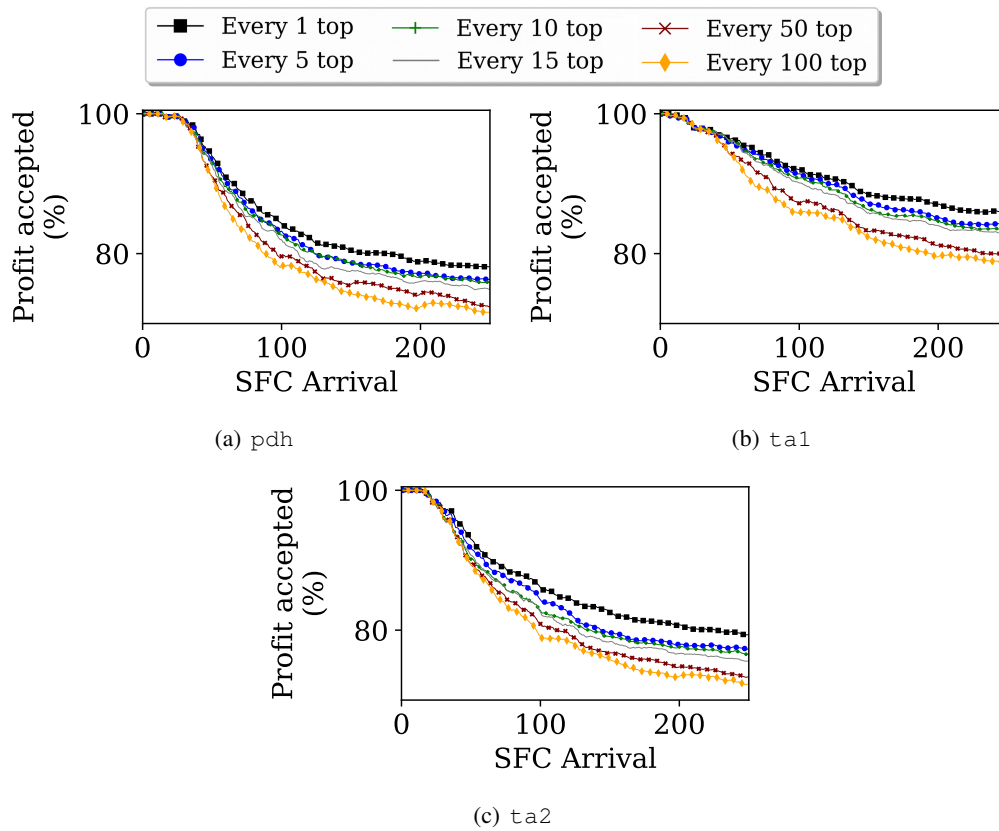 Every 1 top Every 10 top Every 50 top
Every 5 top Every 15 top Every 100 top
Profit accepted
(%)
100
80
0 100 200
SFC Arrival
(a) pdh
Profit accepted
(%)
100
80
0 100 200
SFC Arrival
(b) ta1
Profit accepted
(%)
100
80
0 100 200
SFC Arrival
(c) ta2